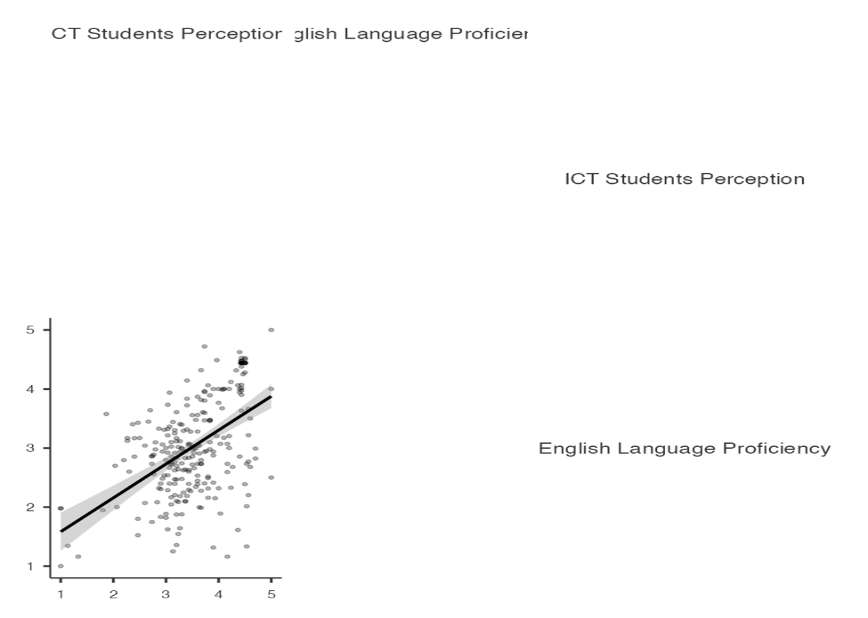 CT Students Perception
glish Language Proficier
ICT Students Perception
5
4
3
English Language Proficiency
2
1
1 2 3 4 5